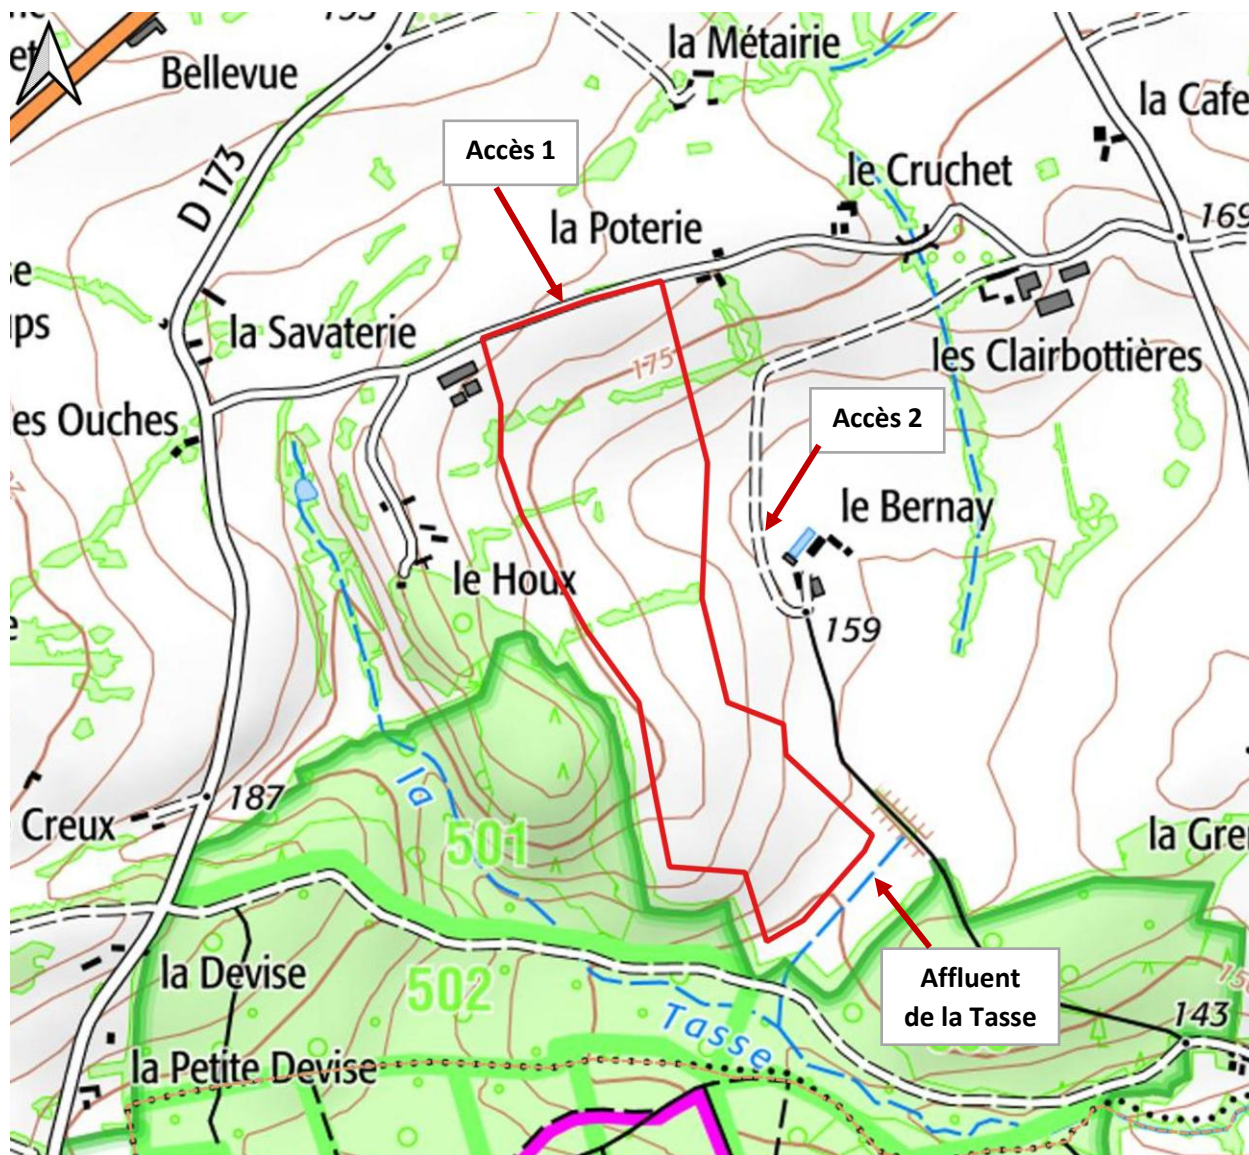 Bellevue
la Métairie
la Cafe
Accès 1
D 173
le Cruchet
la Poterie
169
se
ups
la Savaterie
175
les Clairbottières
es Ouches
Accès 2
le Bernay
le Houx
159
187
Creux
la
501
la Gre
la Devise
502
Affluent
de la Tasse
Tasse
143
la Petite Devise